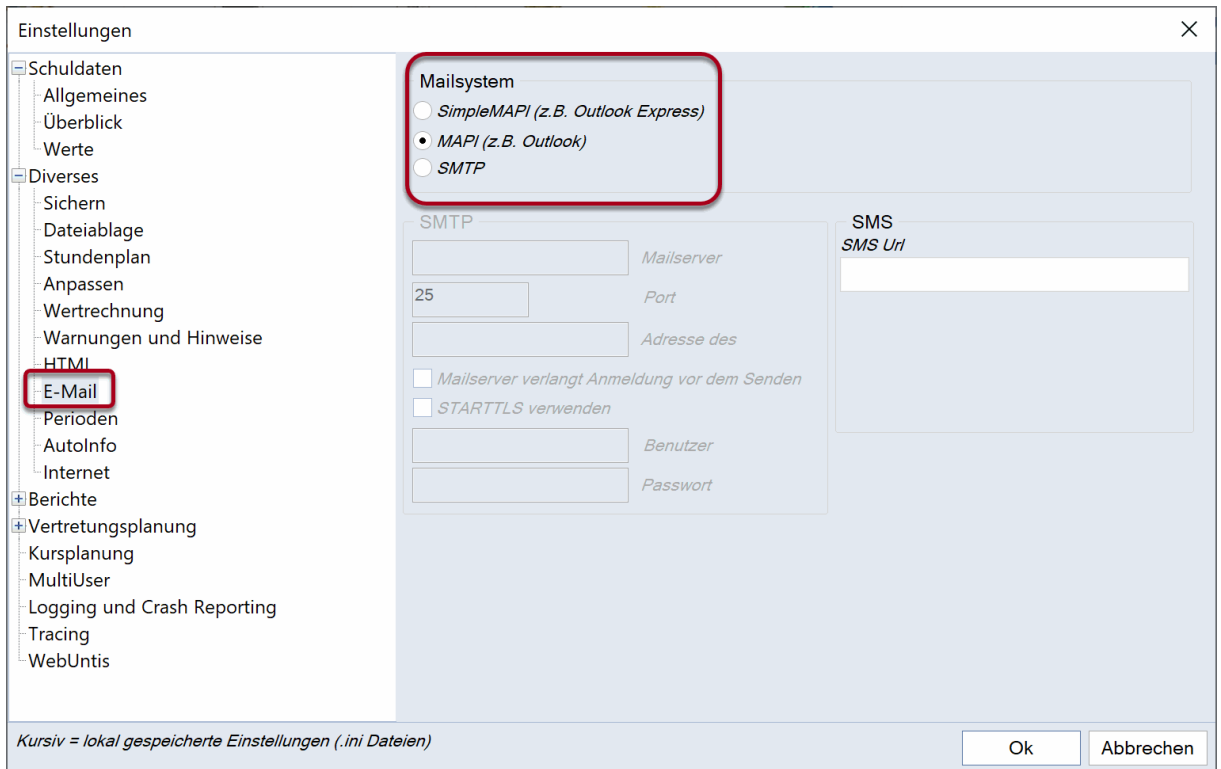 Einstellungen
Schuldaten
Allgemeines
Überblick
Werte
Diverses
Sichern
Dateiablage
Stundenplan
Anpassen
Wertrechnung
Warnungen und Hinweise
HTML
E-Mail
Perioden
AutoInfo
Internet
Berichte
Vertretungsplanung
Kursplanung
MultiUser
Logging und Crash Reporting
Tracing
WebUntis
Mailsystem
SimpleMAPI (z.B. Outlook Express)
MAPI (z.B. Outlook)
SMTP
SMTP
Mailserver
25 Port
Adresse des
Mailserver verlangt Anmeldung vor dem Senden
STARTTLS verwenden
Benutzer
Passwort
SMS
SMS Url
Kursiv = lokal gespeicherte Einstellungen (.ini Dateien)
Ok Abbrechen